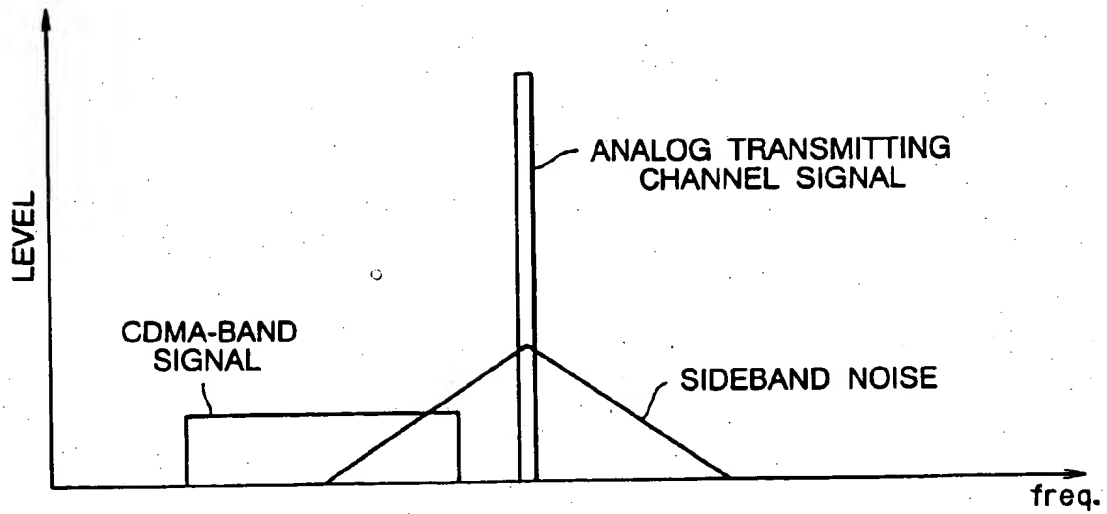 LEVEL
ANALOG TRANSMITTING
CHANNEL SIGNAL
CDMA-BAND
SIGNAL
SIDEBAND NOISE
freq.